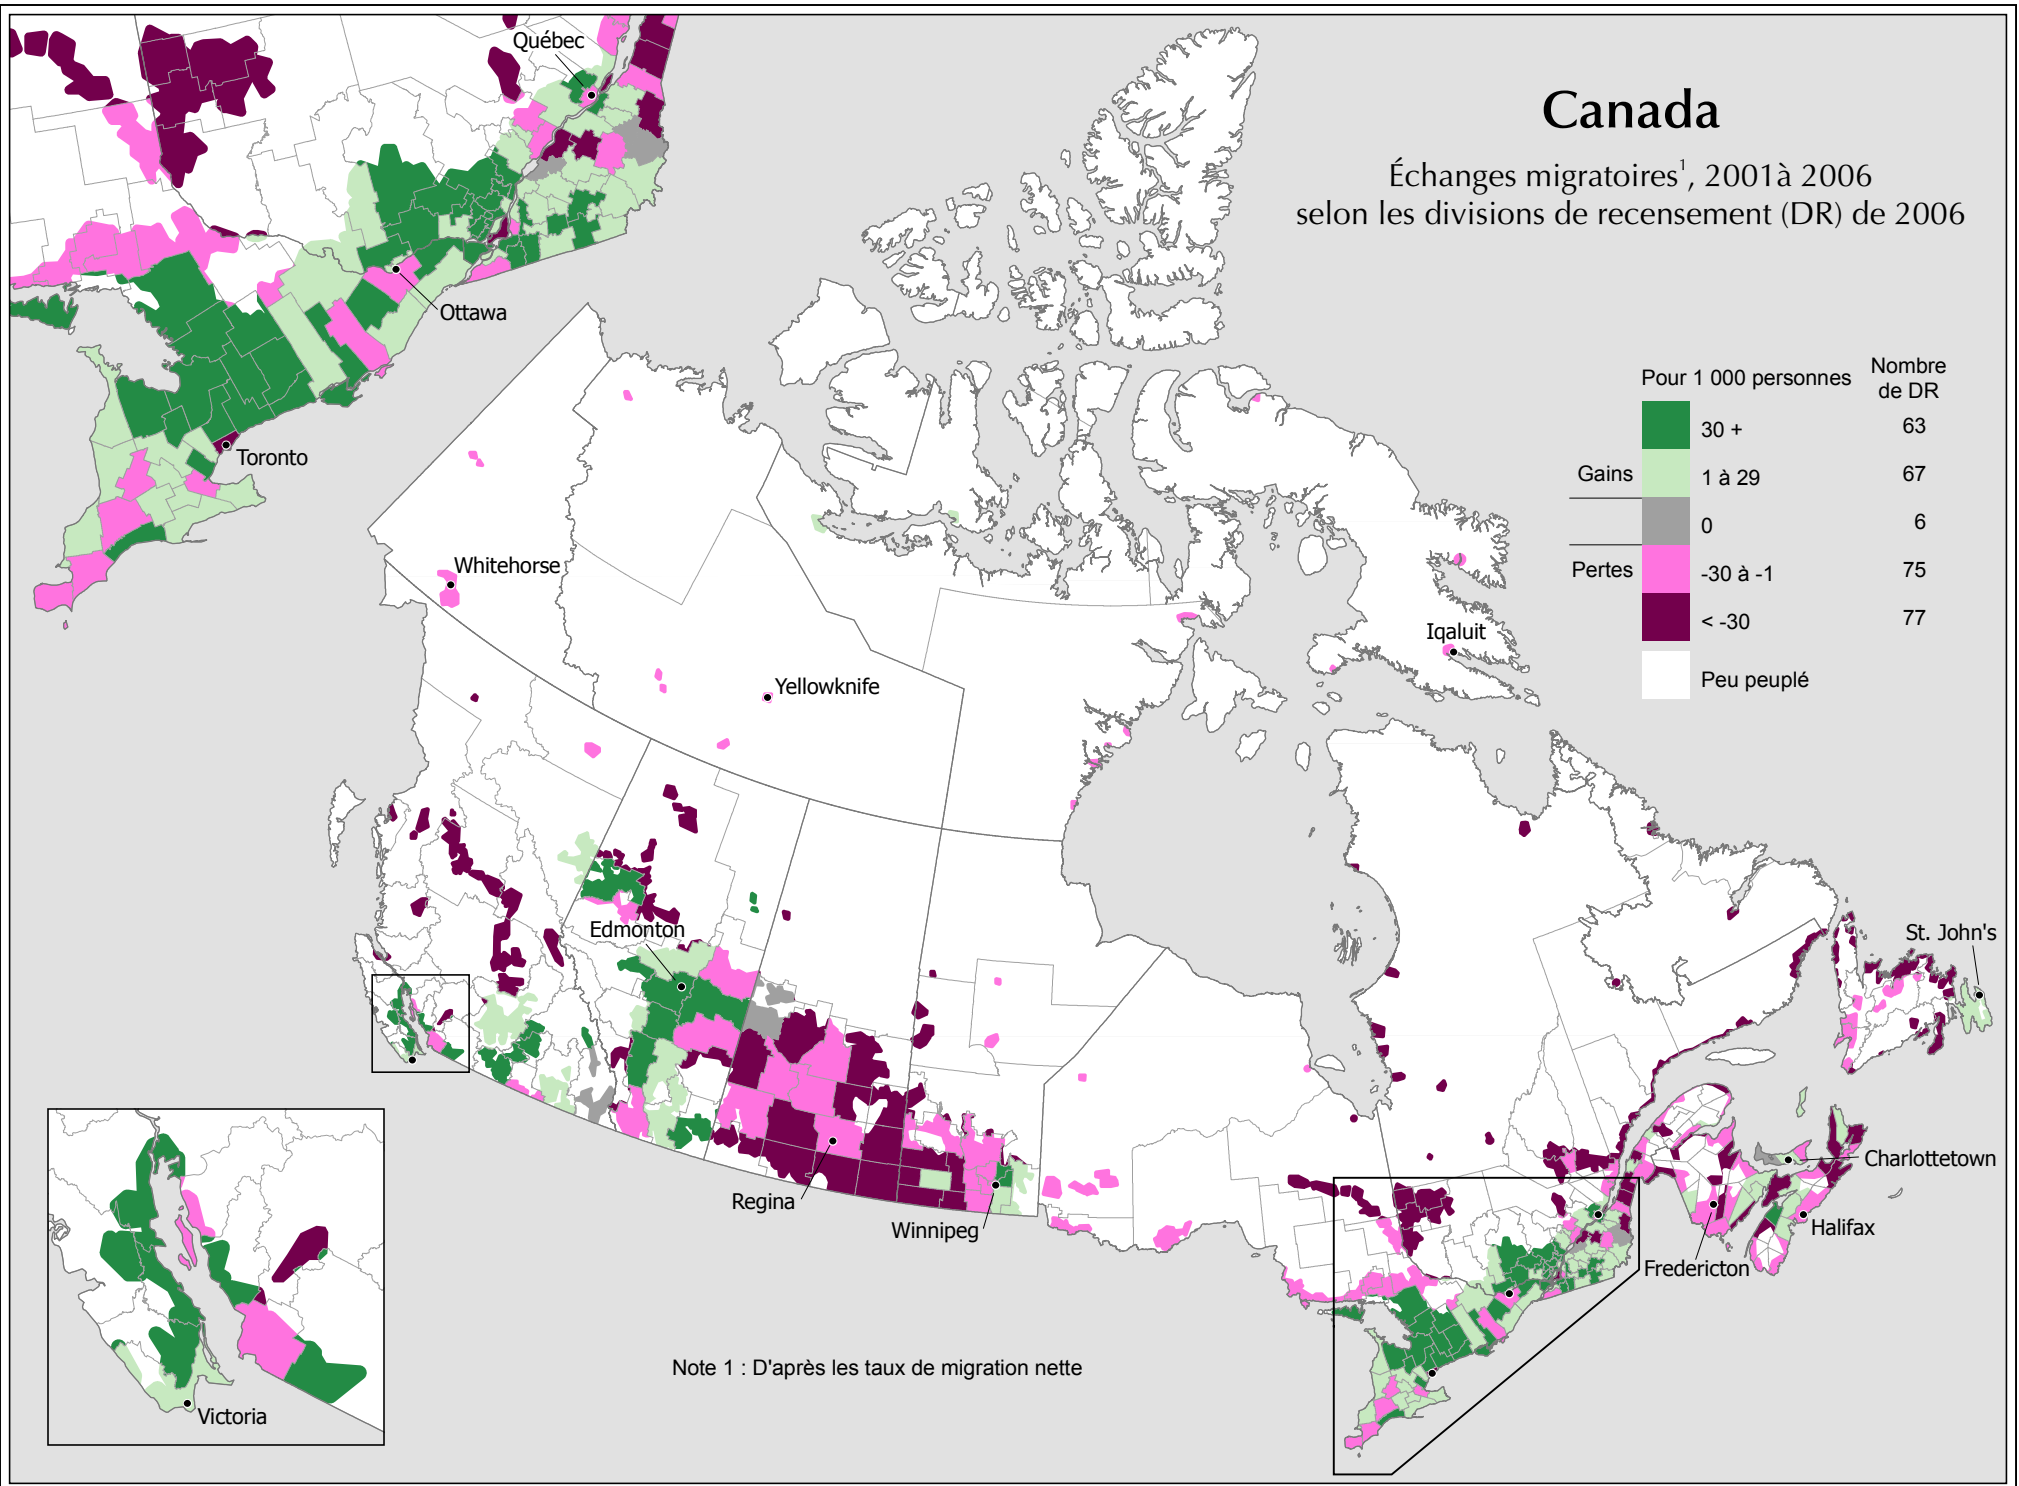 Canada
Échanges migratoires¹, 2001à 2006
selon les divisions de recensement (DR) de 2006
Pour 1 000 personnes
Nombre
de DR
30 +
63
Gains
1 à 29
67
0
6
Pertes
-30 à -1
75
< -30
77
Peu peuplé
Québec
Ottawa
Toronto
Whitehorse
Yellowknife
Iqaluit
Edmonton
Regina
Winnipeg
St. John's
Charlottetown
Halifax
Fredericton
Victoria
Note 1 : D'après les taux de migration nette